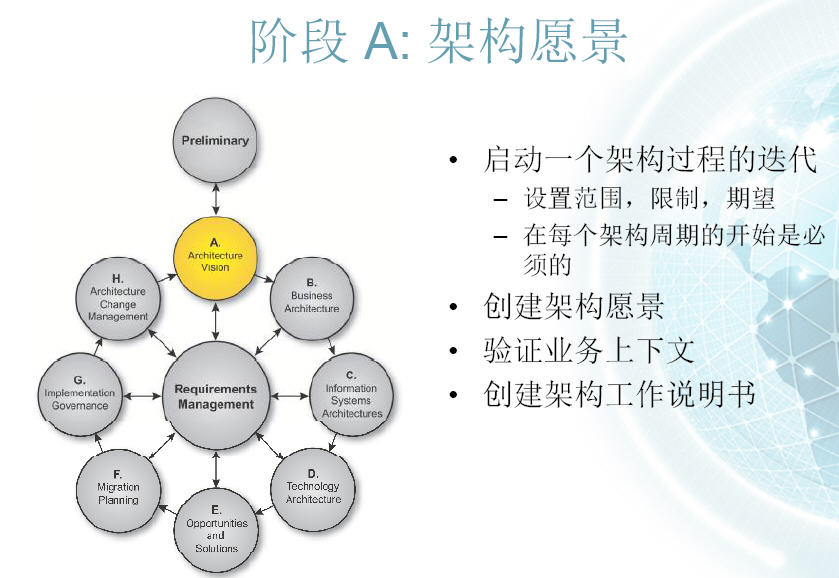 阶段 A: 架构愿景
Preliminary
A.
Architecture
Vision
B.
Business
Architecture
C.
Information
Systems
Architectures
D.
Technology
Architecture
E.
Opportunities
and
Solutions
F.
Migration
Planning
G.
Implementation
Governance
H.
Architecture
Change
Management
Requirements
Management
• 启动一个架构过程的迭代
– 设置范围，限制，期望
– 在每个架构周期的开始是必
须的
• 创建架构愿景
• 验证业务上下文
• 创建架构工作说明书